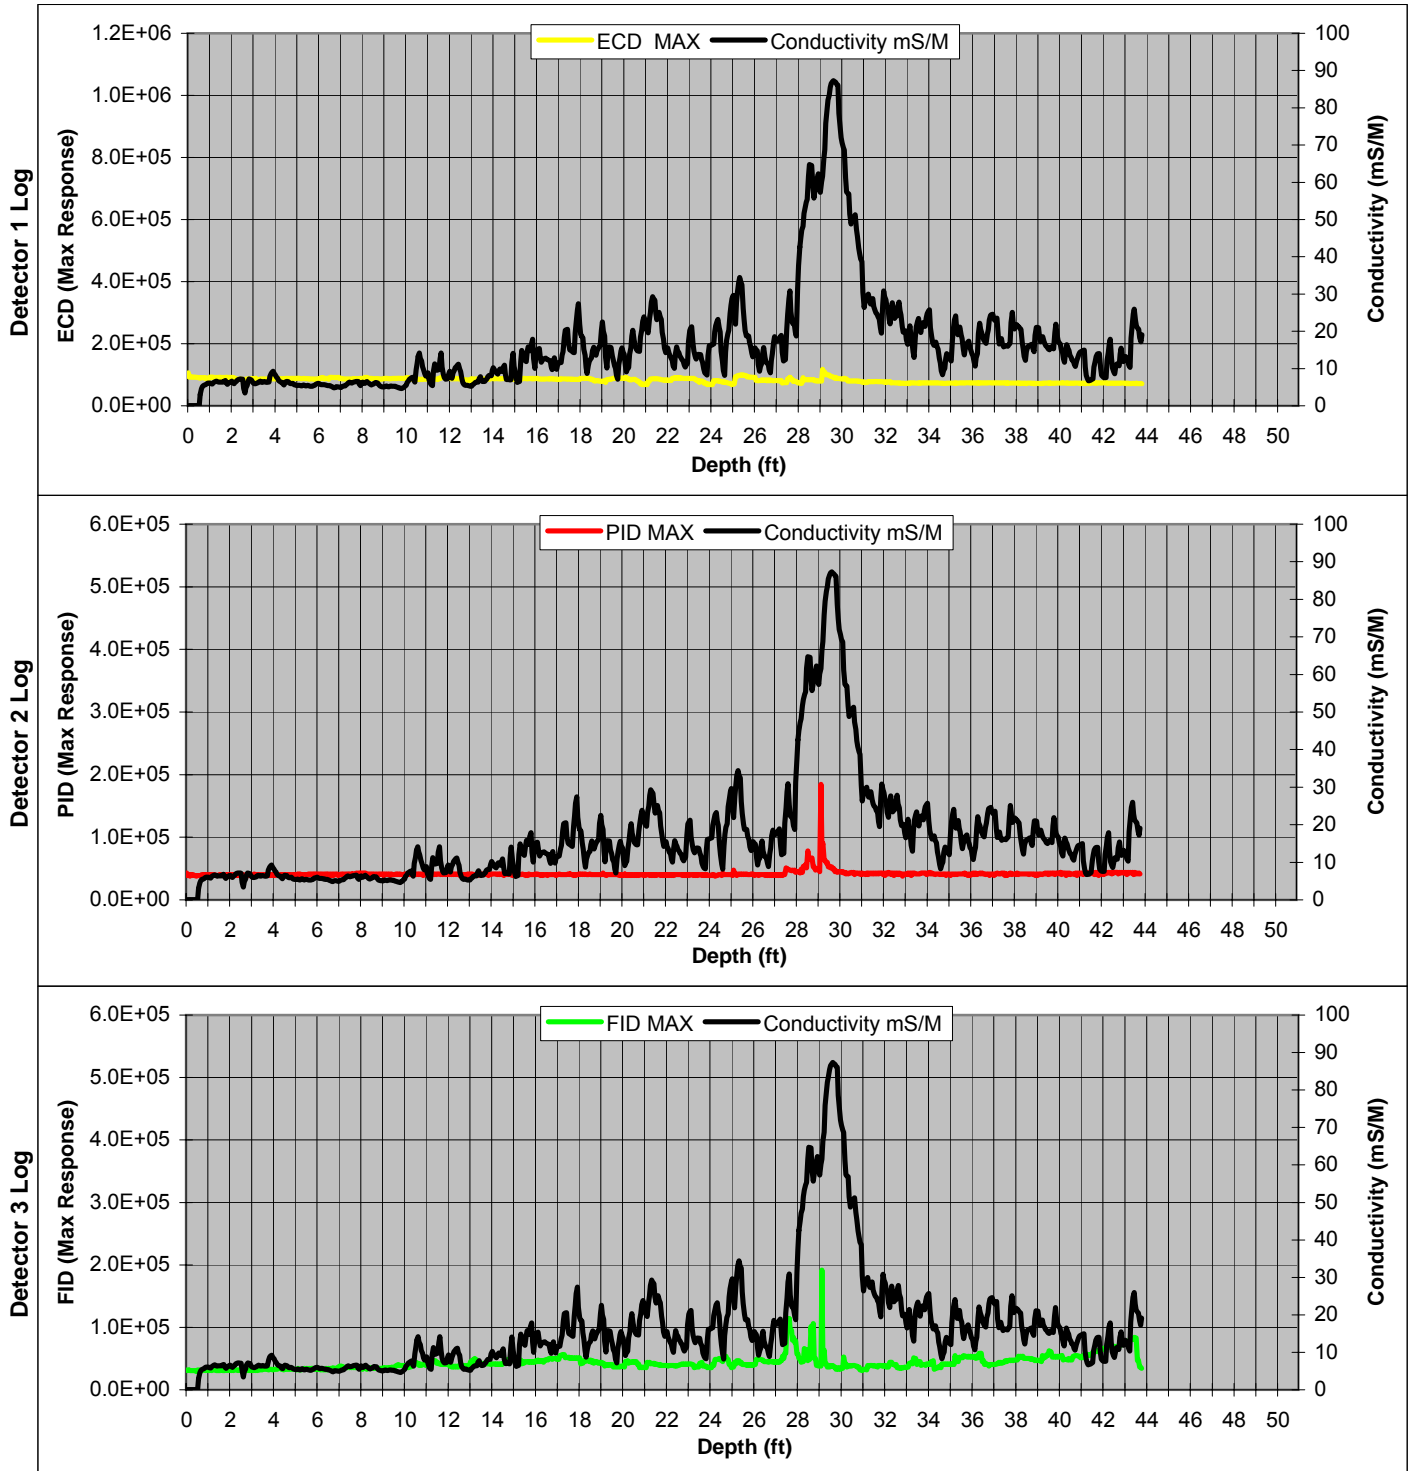 Detector 1 Log
ECD (Max Response)
1.2E+06
1.0E+06
8.0E+05
6.0E+05
4.0E+05
2.0E+05
0.0E+00
ECD MAX Conductivity mS/M
100
90
80
70
60
50
40
30
20
10
0
Conductivity (mS/M)
0 2 4 6 8 10 12 14 16 18 20 22 24 26 28 30 32 34 36 38 40 42 44 46 48 50
Depth (ft)
Detector 2 Log
PID (Max Response)
6.0E+05
5.0E+05
4.0E+05
3.0E+05
2.0E+05
1.0E+05
0.0E+00
PID MAX Conductivity mS/M
100
90
80
70
60
50
40
30
20
10
0
Conductivity (mS/M)
0 2 4 6 8 10 12 14 16 18 20 22 24 26 28 30 32 34 36 38 40 42 44 46 48 50
Depth (ft)
Detector 3 Log
FID (Max Response)
6.0E+05
5.0E+05
4.0E+05
3.0E+05
2.0E+05
1.0E+05
0.0E+00
FID MAX Conductivity mS/M
100
90
80
70
60
50
40
30
20
10
0
Conductivity (mS/M)
0 2 4 6 8 10 12 14 16 18 20 22 24 26 28 30 32 34 36 38 40 42 44 46 48 50
Depth (ft)